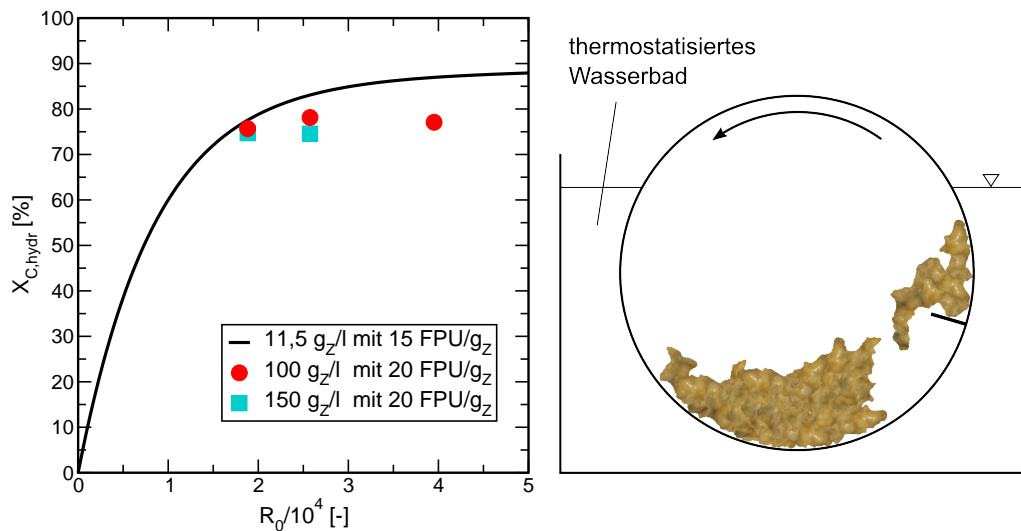 100
90
80
70
60
50
40
30
20
10
0
X_C,hydr [%]
11,5 g_Z/l mit 15 FPU/g_Z
100 g_Z/l mit 20 FPU/g_Z
150 g_Z/l mit 20 FPU/g_Z
0 1 2 3 4 5
R_0/10^4 [-]
thermostatisiertes
Wasserbad